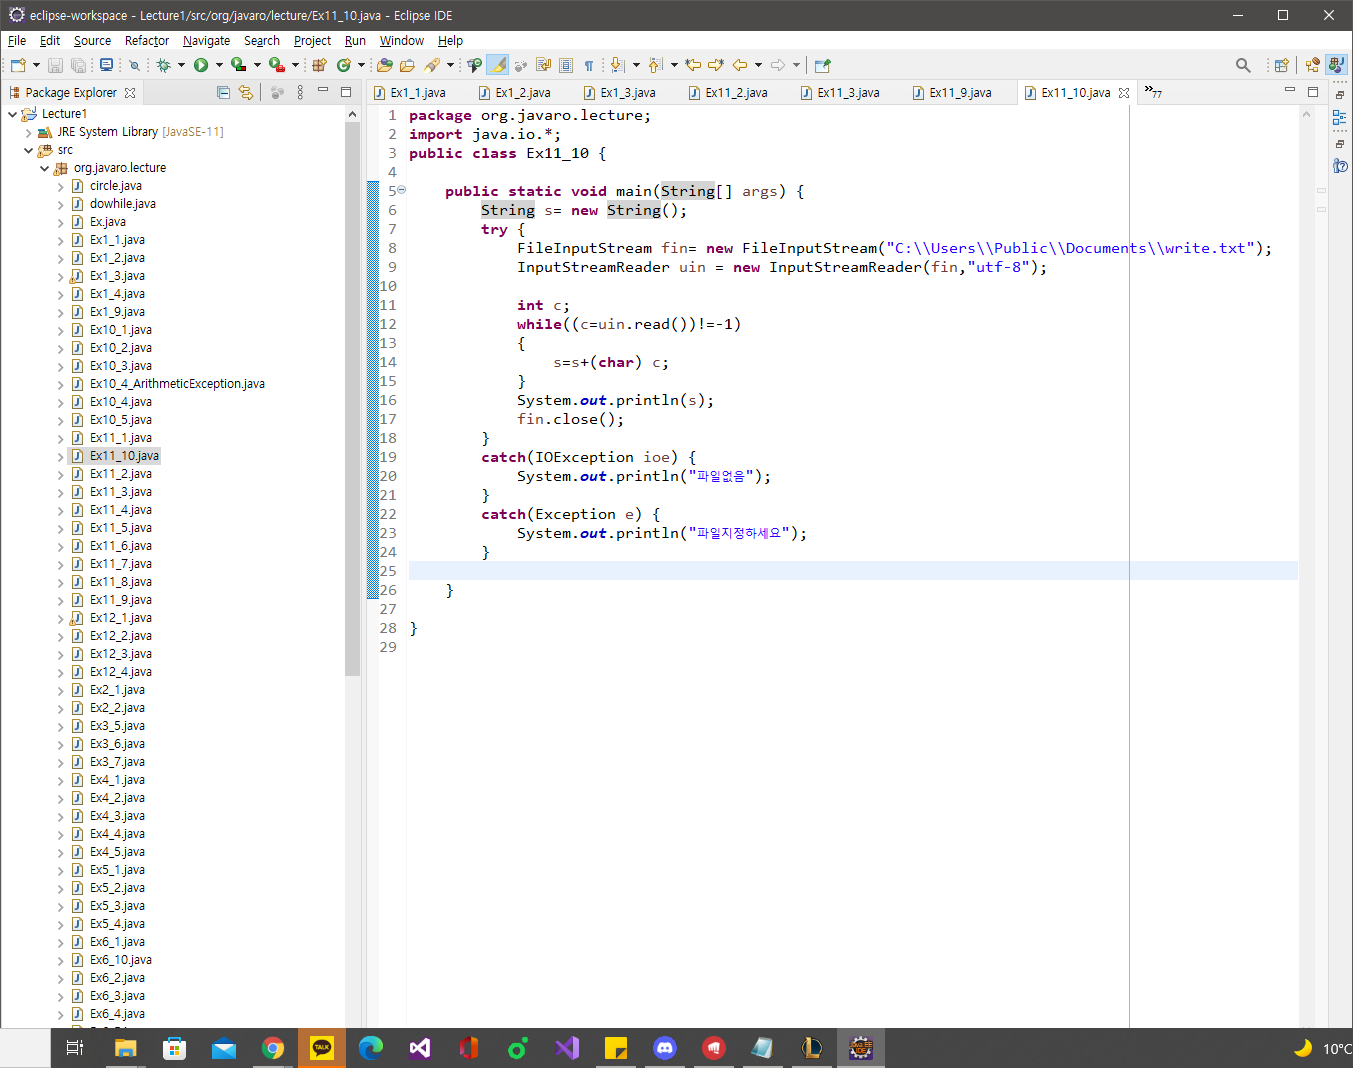 eclipse-workspace - Lecture1/src/org/javaro/lecture/Ex11_10.java - Eclipse IDE
File Edit Source Refactor Navigate Search Project Run Window Help
Package Explorer
Lecture1
JRE System Library [JavaSE-11]
src
org.javaro.lecture
circle.java
dowhile.java
Ex.java
Ex1_1.java
Ex1_2.java
Ex1_3.java
Ex1_4.java
Ex1_9.java
Ex10_1.java
Ex10_2.java
Ex10_3.java
Ex10_4_ArithmeticException.java
Ex10_4.java
Ex10_5.java
Ex11_1.java
Ex11_10.java
Ex11_2.java
Ex11_3.java
Ex11_4.java
Ex11_5.java
Ex11_6.java
Ex11_7.java
Ex11_8.java
Ex11_9.java
Ex12_1.java
Ex12_2.java
Ex12_3.java
Ex12_4.java
Ex2_1.java
Ex2_2.java
Ex3_5.java
Ex3_6.java
Ex3_7.java
Ex4_1.java
Ex4_2.java
Ex4_3.java
Ex4_4.java
Ex4_5.java
Ex5_1.java
Ex5_2.java
Ex5_3.java
Ex5_4.java
Ex6_1.java
Ex6_10.java
Ex6_2.java
Ex6_3.java
Ex6_4.java
Ex1_1.java Ex1_2.java Ex1_3.java Ex11_2.java Ex11_3.java Ex11_9.java Ex11_10.java »77
1 package org.javaro.lecture;
2 import java.io.*;
3 public class Ex11_10 {
4
5 public static void main(String[] args) {
6 String s= new String();
7 try {
8 FileInputStream fin= new FileInputStream("C:\\Users\\Public\\Documents\\write.txt");
9 InputStreamReader uin = new InputStreamReader(fin,"utf-8");
10
11 int c;
12 while((c=uin.read())!=-1)
13 {
14 s=s+(char) c;
15 }
16 System.out.println(s);
17 fin.close();
18 }
19 catch(IOException ioe) {
20 System.out.println("파일없음");
21 }
22 catch(Exception e) {
23 System.out.println("파일지정하세요");
24 }
25
26 }
27
28 }
29
TALK
Java EE IDE
10°C